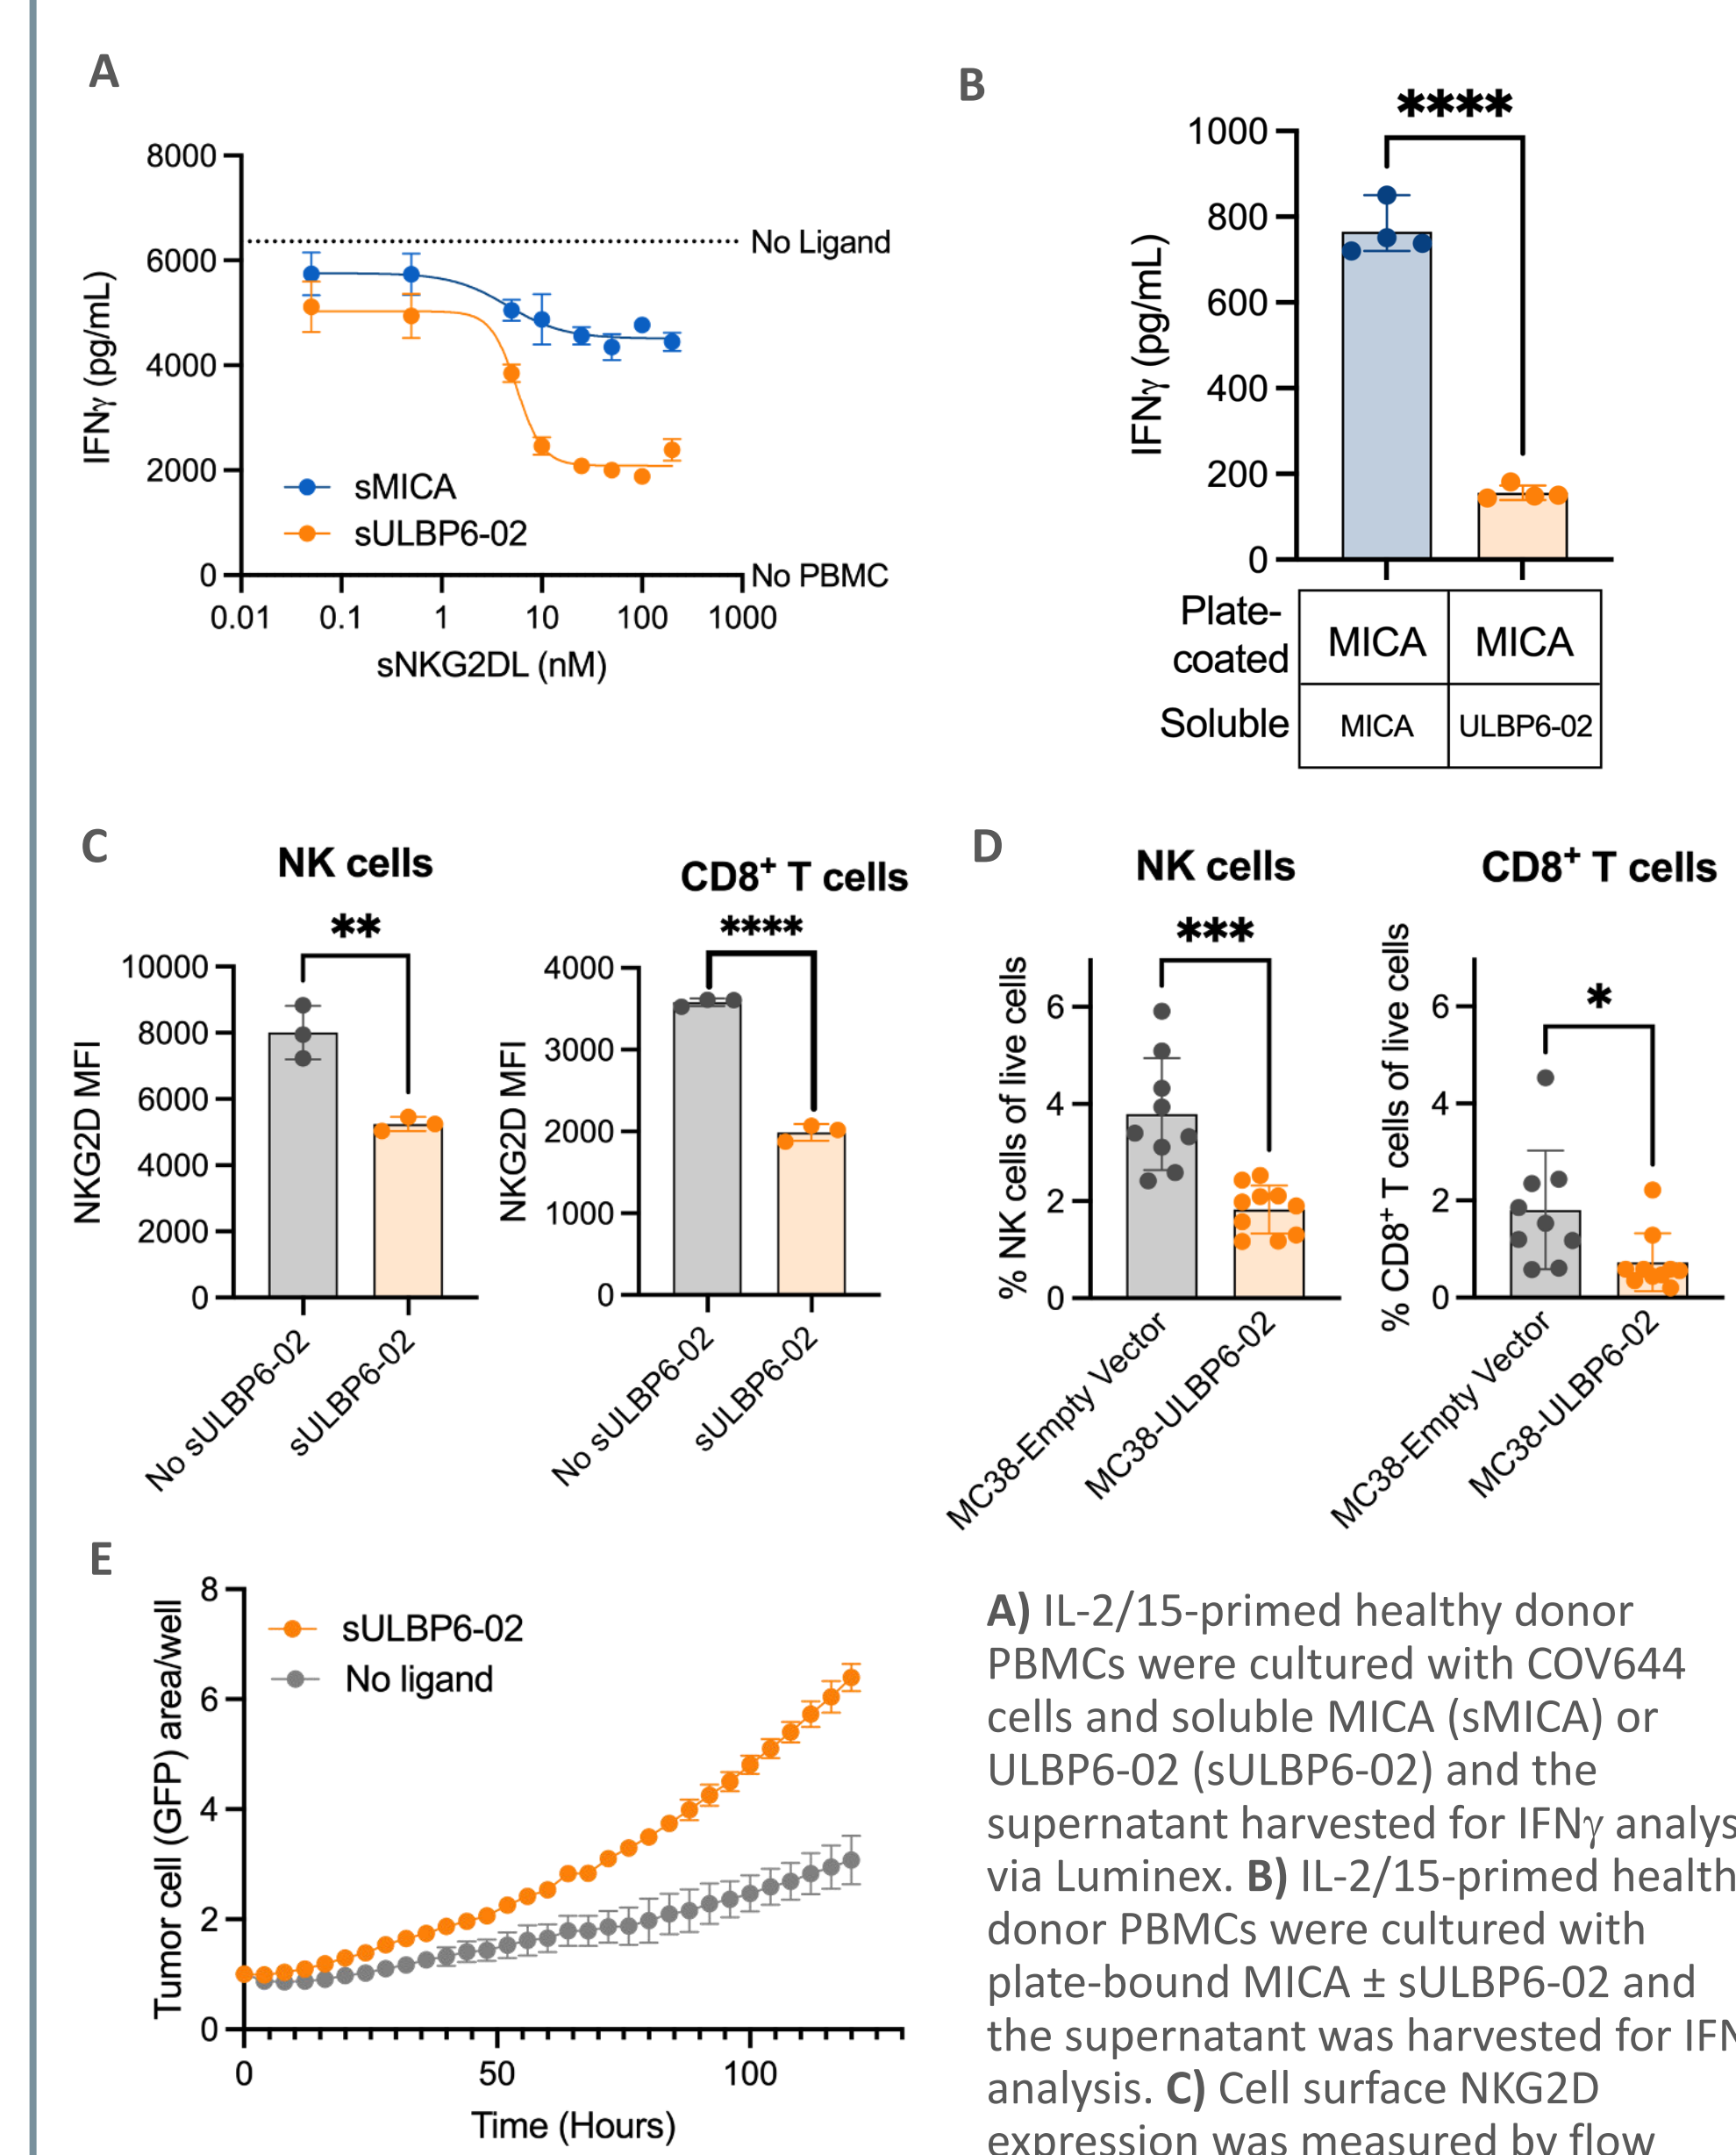 A
8000
6000
4000
2000
0
IFNγ (pg/mL)
No Ligand
sMICA
sULBP6-02
No PBMC
0.01 0.1 1 10 100 1000
sNKG2DL (nM)
B
****
1000
800
600
400
200
0
IFNγ (pg/mL)
Plate-coated
MICA MICA
Soluble
MICA ULBP6-02
C
NK cells
**
10000
8000
6000
4000
2000
0
NKG2D MFI
No sULBP6-02
sULBP6-02
CD8+ T cells
****
4000
3000
2000
1000
0
NKG2D MFI
No sULBP6-02
sULBP6-02
D
NK cells
***
6
4
2
0
% NK cells of live cells
MC38-Empty Vector
MC38-ULBP6-02
CD8+ T cells
*
6
4
2
0
% CD8+ T cells of live cells
MC38-Empty Vector
MC38-ULBP6-02
E
8
6
4
2
0
Tumor cell (GFP) area/well
sULBP6-02
No ligand
0 50 100
Time (Hours)
A) IL-2/15-primed healthy donor
PBMCs were cultured with COV644
cells and soluble MICA (sMICA) or
ULBP6-02 (sULBP6-02) and the
supernatant harvested for IFNγ analys
via Luminex. B) IL-2/15-primed health
donor PBMCs were cultured with
plate-bound MICA ± sULBP6-02 and
the supernatant was harvested for IFN
analysis. C) Cell surface NKG2D
expression was measured by flow